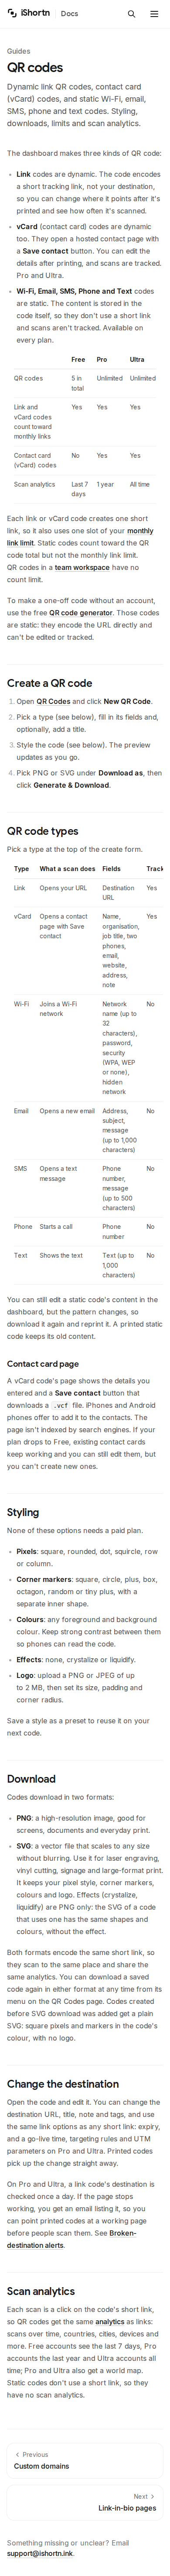 iShortn
Docs
Guides
QR codes
Dynamic link QR codes, contact card
(vCard) codes, and static Wi-Fi, email,
SMS, phone and text codes. Styling,
downloads, limits and scan analytics.
The dashboard makes three kinds of QR code:
Link codes are dynamic. The code encodes
a short tracking link, not your destination,
so you can change where it points after it's
printed and see how often it's scanned.
vCard (contact card) codes are dynamic
too. They open a hosted contact page with
a Save contact button. You can edit the
details after printing, and scans are tracked.
Pro and Ultra.
Wi-Fi, Email, SMS, Phone and Text codes
are static. The content is stored in the
code itself, so they don't use a short link
and scans aren't tracked. Available on
every plan.
Free Pro Ultra
QR codes 5 in total Unlimited Unlimited
Link and vCard codes count toward monthly links Yes Yes Yes
Contact card (vCard) codes No Yes Yes
Scan analytics Last 7 days 1 year All time
Each link or vCard code creates one short
link, so it also uses one slot of your monthly
link limit. Static codes count toward the QR
code total but not the monthly link limit.
QR codes in a team workspace have no
count limit.
To make a one-off code without an account,
use the free QR code generator. Those codes
are static: they encode the URL directly and
can't be edited or tracked.
Create a QR code
1. Open QR Codes and click New QR Code.
2. Pick a type (see below), fill in its fields and,
optionally, add a title.
3. Style the code (see below). The preview
updates as you go.
4. Pick PNG or SVG under Download as, then
click Generate & Download.
QR code types
Pick a type at the top of the create form.
Type What a scan does Fields Track
Link Opens your URL Destination URL Yes
vCard Opens a contact page with Save contact Name, organisation, job title, two phones, email, website, address, note Yes
Wi-Fi Joins a Wi-Fi network Network name (up to 32 characters), password, security (WPA, WEP or none), hidden network No
Email Opens a new email Address, subject, message (up to 1,000 characters) No
SMS Opens a text message Phone number, message (up to 500 characters) No
Phone Starts a call Phone number No
Text Shows the text Text (up to 1,000 characters) No
You can still edit a static code's content in the
dashboard, but the pattern changes, so
download it again and reprint it. A printed static
code keeps its old content.
Contact card page
A vCard code's page shows the details you
entered and a Save contact button that
downloads a .vcf file. iPhones and Android
phones offer to add it to the contacts. The
page isn't indexed by search engines. If your
plan drops to Free, existing contact cards
keep working and you can still edit them, but
you can't create new ones.
Styling
None of these options needs a paid plan.
Pixels: square, rounded, dot, squircle, row
or column.
Corner markers: square, circle, plus, box,
octagon, random or tiny plus, with a
separate inner shape.
Colours: any foreground and background
colour. Keep strong contrast between them
so phones can read the code.
Effects: none, crystalize or liquidify.
Logo: upload a PNG or JPEG of up
to 2 MB, then set its size, padding and
corner radius.
Save a style as a preset to reuse it on your
next code.
Download
Codes download in two formats:
PNG: a high-resolution image, good for
screens, documents and everyday print.
SVG: a vector file that scales to any size
without blurring. Use it for laser engraving,
vinyl cutting, signage and large-format print.
It keeps your pixel style, corner markers,
colours and logo. Effects (crystalize,
liquidify) are PNG only: the SVG of a code
that uses one has the same shapes and
colours, without the effect.
Both formats encode the same short link, so
they scan to the same place and share the
same analytics. You can download a saved
code again in either format at any time from its
menu on the QR Codes page. Codes created
before SVG download was added get a plain
SVG: square pixels and markers in the code's
colour, with no logo.
Change the destination
Open the code and edit it. You can change the
destination URL, title, note and tags, and use
the same link options as any short link: expiry,
and a go-live time, targeting rules and UTM
parameters on Pro and Ultra. Printed codes
pick up the change straight away.
On Pro and Ultra, a link code's destination is
checked once a day. If the page stops
working, you get an email listing it, so you
can point printed codes at a working page
before people scan them. See Broken-
destination alerts.
Scan analytics
Each scan is a click on the code's short link,
so QR codes get the same analytics as links:
scans over time, countries, cities, devices and
more. Free accounts see the last 7 days, Pro
accounts the last year and Ultra accounts all
time; Pro and Ultra also get a world map.
Static codes don't use a short link, so they
have no scan analytics.
Previous
Custom domains
Next
Link-in-bio pages
Something missing or unclear? Email
support@ishortn.ink.